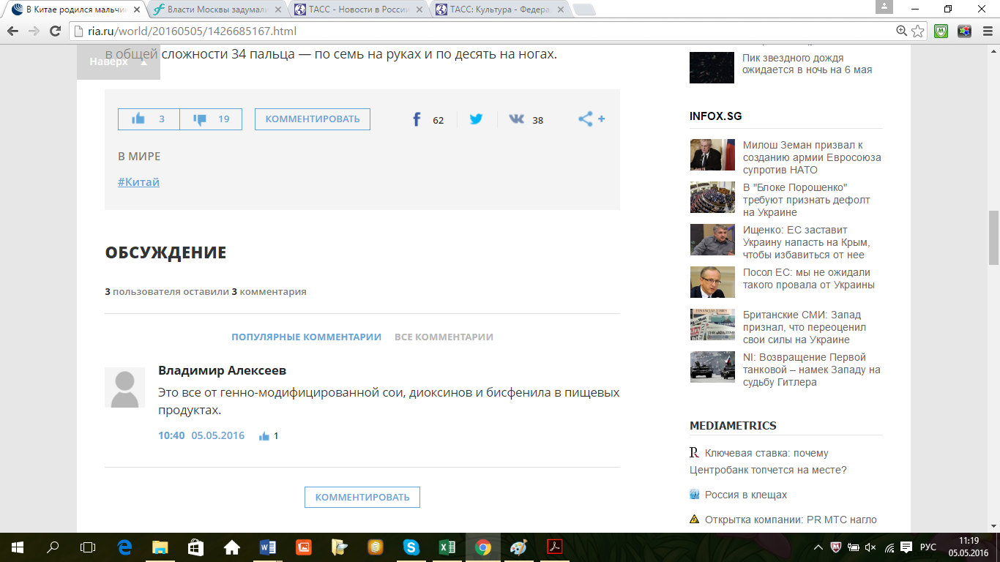 В Китае родился мальчик
Власти Москвы задумали
ТАСС - Новости в России
ТАСС: Культура - Федера
ria.ru/world/20160505/1426685167.html
в общей сложности 34 пальца — по семь на руках и по десять на ногах.
Наверх
3
19
КОММЕНТИРОВАТЬ
62
38
+
В МИРЕ
#Китай
ОБСУЖДЕНИЕ
3 пользователя оставили 3 комментария
ПОПУЛЯРНЫЕ КОММЕНТАРИИ
ВСЕ КОММЕНТАРИИ
Владимир Алексеев
Это все от генно-модифицированной сои, диоксинов и бисфенила в пищевых
продуктах.
10:40 05.05.2016
1
КОММЕНТИРОВАТЬ
Пик звездного дождя
ожидается в ночь на 6 мая
INFOX.SG
Милош Земан призвал к
созданию армии Евросоюза
супротив НАТО
В "Блоке Порошенко"
требуют признать дефолт
на Украине
Ищенко: ЕС заставит
Украину напасть на Крым,
чтобы избавиться от нее
Посол ЕС: мы не ожидали
такого провала от Украины
Британские СМИ: Запад
признал, что переоценил
свои силы на Украине
NI: Возвращение Первой
танковой – намек Западу на
судьбу Гитлера
MEDIAMETRICS
Ключевая ставка: почему
Центробанк топчется на месте?
Россия в клещах
Открытка компании: PR МТС нагло
РУС
11:19
05.05.2016